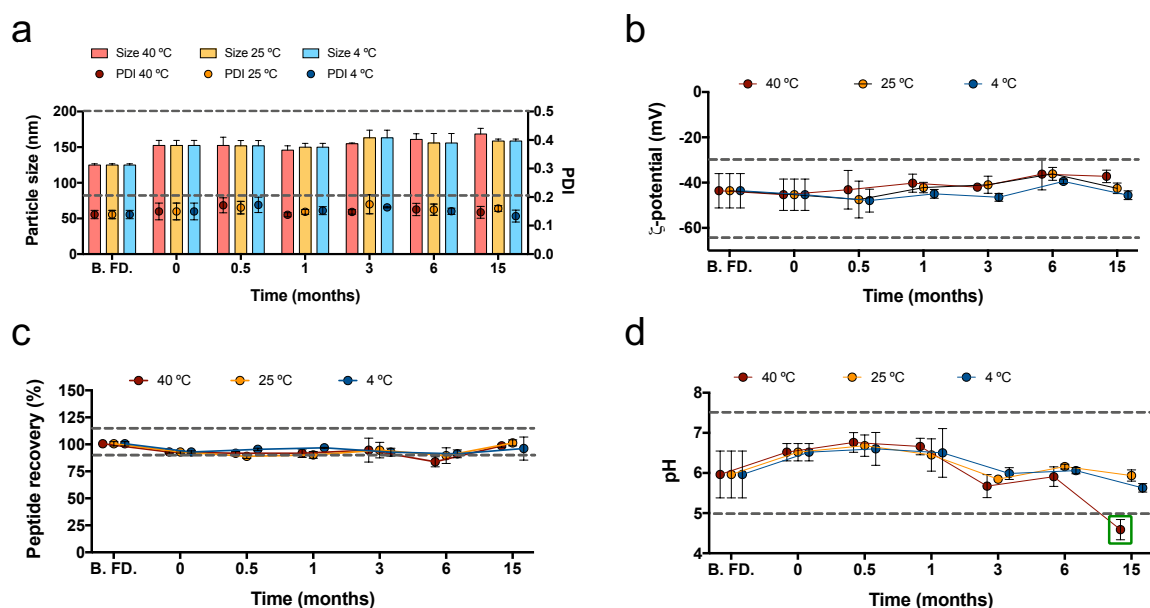 a
Size 40 ºC Size 25 ºC Size 4 ºC
PDI 40 ºC PDI 25 ºC PDI 4 ºC
Particle size (nm)
200
150
100
50
0
PDI
0.5
0.4
0.3
0.2
0.1
0.0
B. FD. 0 0.5 1 3 6 15
Time (months)
b
40 ºC 25 ºC 4 ºC
ζ-potential (mV)
0
-20
-40
-60
B. FD. 0 0.5 1 3 6 15
Time (months)
c
40 ºC 25 ºC 4 ºC
Peptide recovery (%)
150
125
100
75
50
25
0
B. FD. 0 0.5 1 3 6 15
Time (months)
d
40 ºC 25 ºC 4 ºC
pH
8
7
6
5
4
B. FD. 0 0.5 1 3 6 15
Time (months)